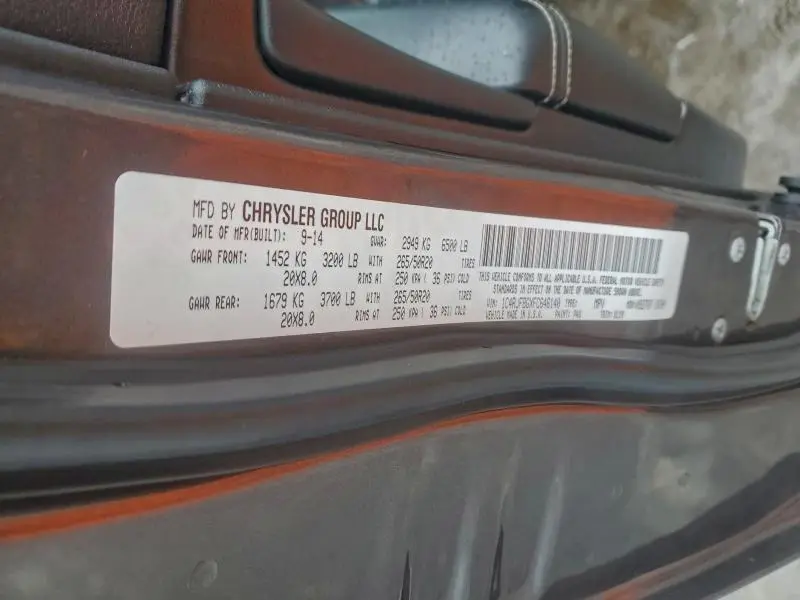 MFD BY CHRYSLER GROUP LLC
DATE OF MFR(BUILT): 9-14 GVWR: 2949 KG 6500 LB
GAWR FRONT: 1452 KG 3200 LB WITH 265/50R20 TIRES
20X8.0 RIMS AT 250 KPA ( 36 PSI) COLD
GAWR REAR: 1679 KG 3700 LB WITH 265/50R20 TIRES
20X8.0 RIMS AT 250 KPA ( 36 PSI) COLD
THIS VEHICLE CONFORMS TO ALL APPLICABLE U.S.A. FEDERAL MOTOR VEHICLE SAFETY
STANDARDS IN EFFECT ON THE DATE OF MANUFACTURE SHOWN ABOVE.
VIN: TYPE: MPV
VEHICLE MADE IN U.S.A. PAINT: TRIM: